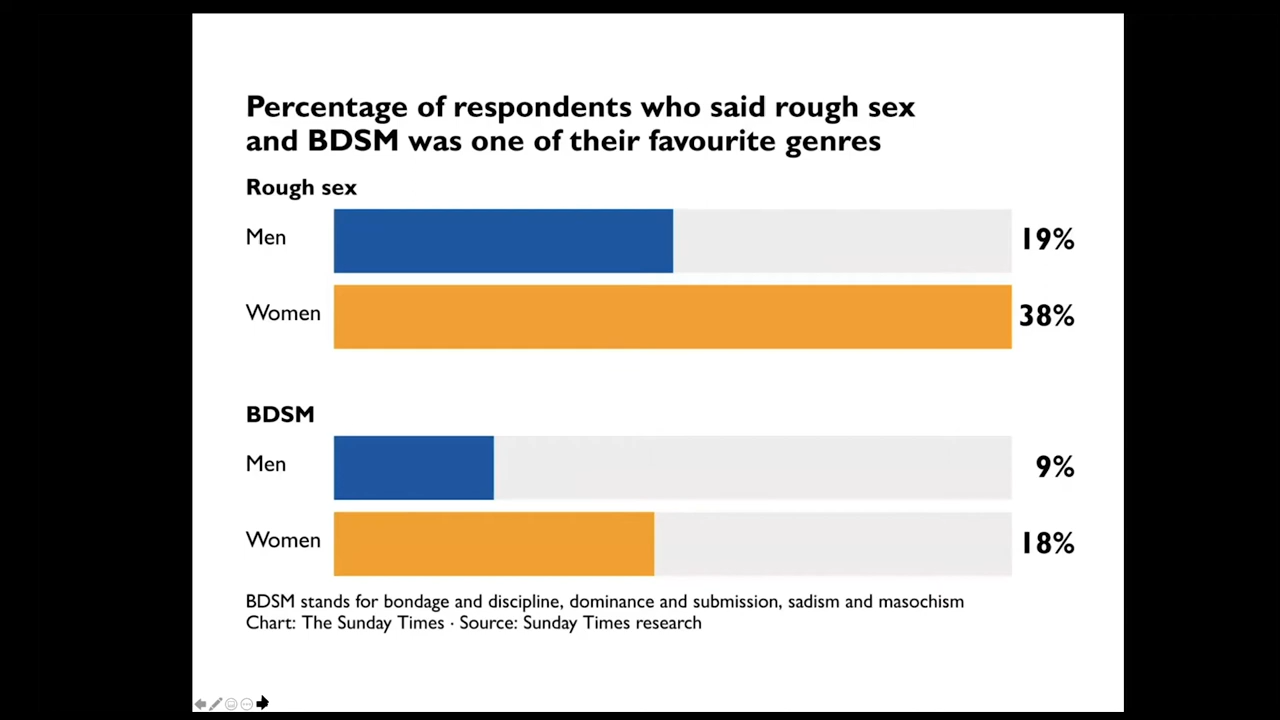 Percentage of respondents who said rough sex
and BDSM was one of their favourite genres
Rough sex
Men 19%
Women 38%
BDSM
Men 9%
Women 18%
BDSM stands for bondage and discipline, dominance and submission, sadism and masochism
Chart: The Sunday Times · Source: Sunday Times research